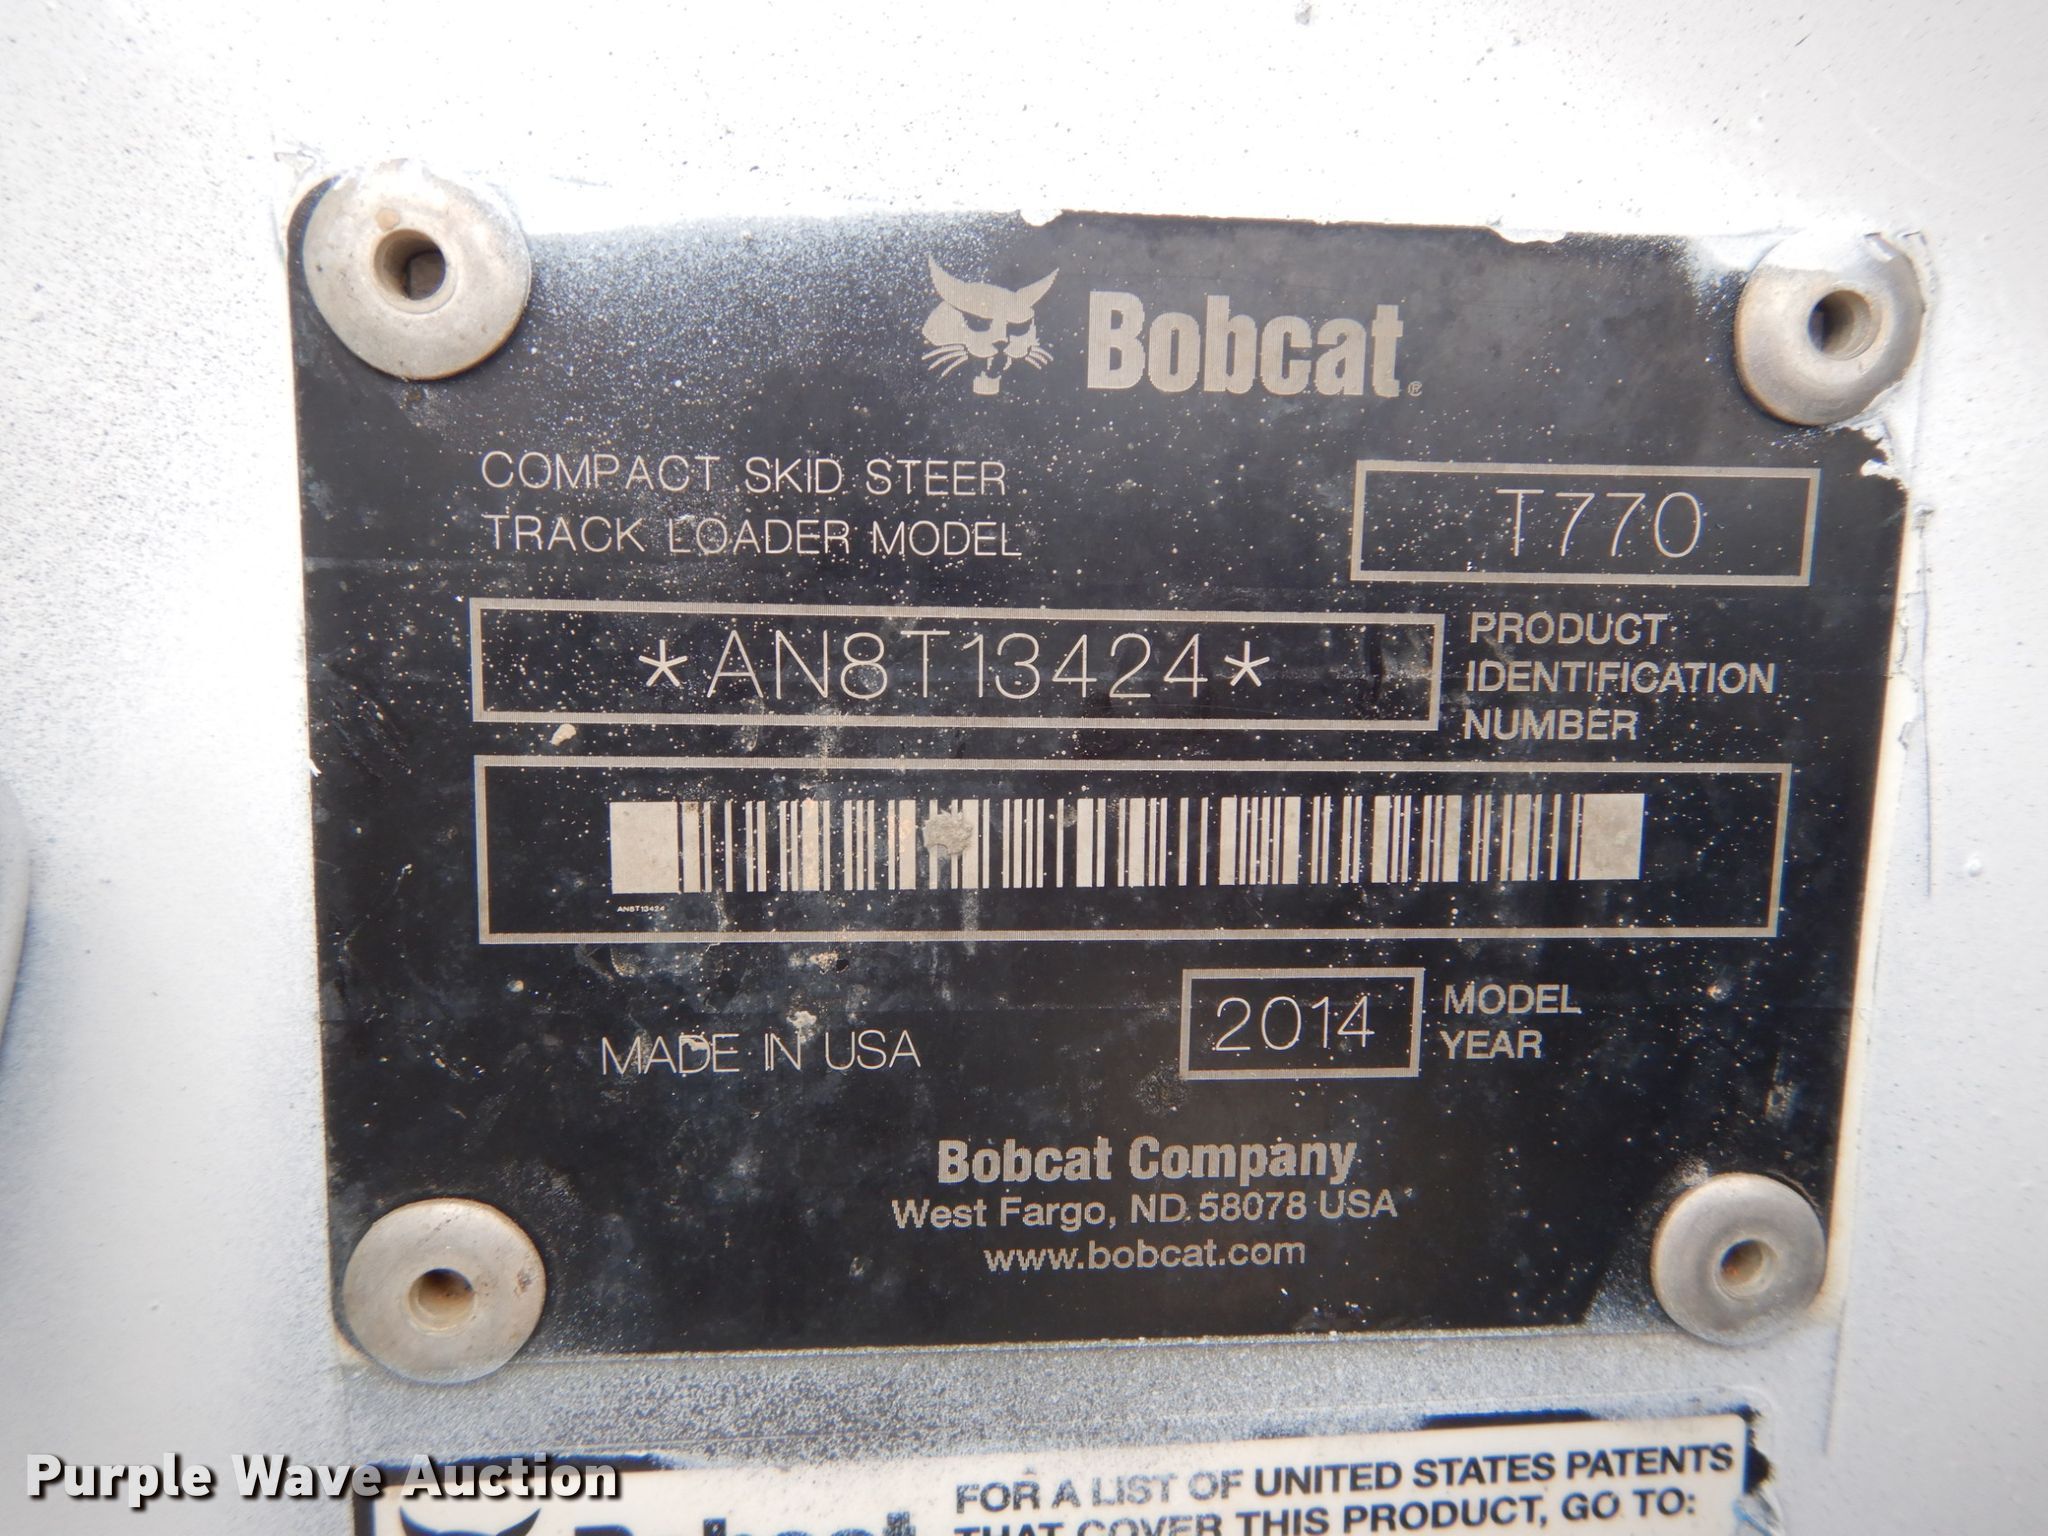 Bobcat®
COMPACT SKID STEER
TRACK LOADER MODEL
T770
*AN8T13424*
PRODUCT
IDENTIFICATION
NUMBER
AN8T13424
MADE IN USA
2014
MODEL
YEAR
Bobcat Company
West Fargo, ND 58078 USA
www.bobcat.com
Bobcat
FOR A LIST OF UNITED STATES PATENTS
THAT COVER THIS PRODUCT, GO TO:
Purple Wave Auction